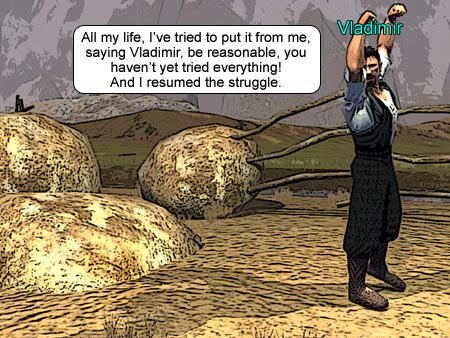 Vladimir
All my life, I've tried to put it from me,
saying Vladimir, be reasonable, you
haven't yet tried everything!
And I resumed the struggle.